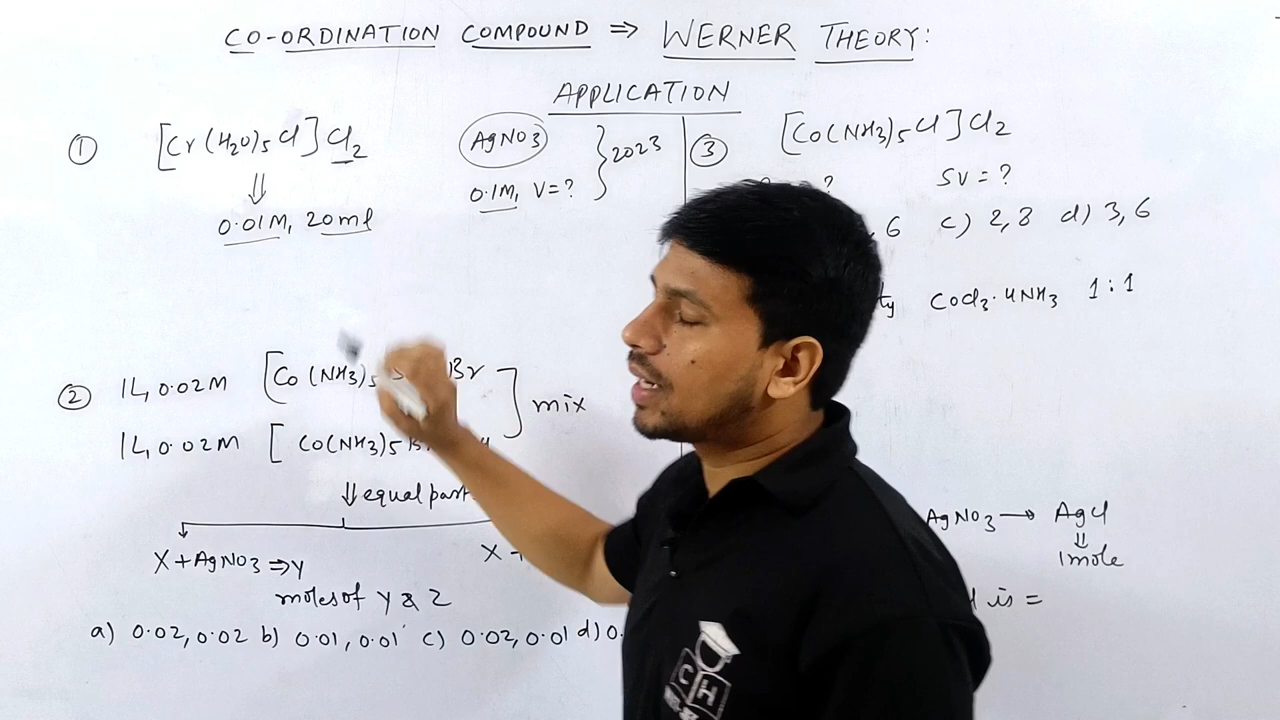 CO-ORDINATION COMPOUND ⇒ WERNER THEORY:
APPLICATION
① [Cr(H2O)5Cl]Cl2
⇓
0.01M, 20ml
AgNO3
0.1M, V=?
} 2023
② 1L, 0.02M [Co(NH3)5 Br
1L, 0.02M [Co(NH3)5 B
] mix
⇓ equal part
X + AgNO3 ⇒ Y
X +
moles of Y & Z
a) 0.02, 0.02 b) 0.01, 0.01 c) 0.02, 0.01 d) 0.
③ [Co(NH3)5Cl]Cl2
? SV = ?
, 6 c) 2, 8 d) 3, 6
ty CoCl3.4NH3 1:1
AgNO3 → AgCl
⇓
1mole
is =
C H